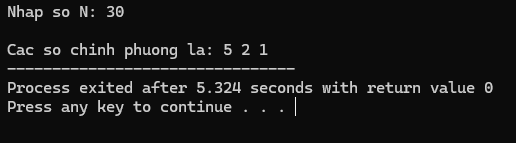 Nhap so N: 30
Cac so chinh phuong la: 5 2 1
--------------------------------
Process exited after 5.324 seconds with return value 0
Press any key to continue . . .